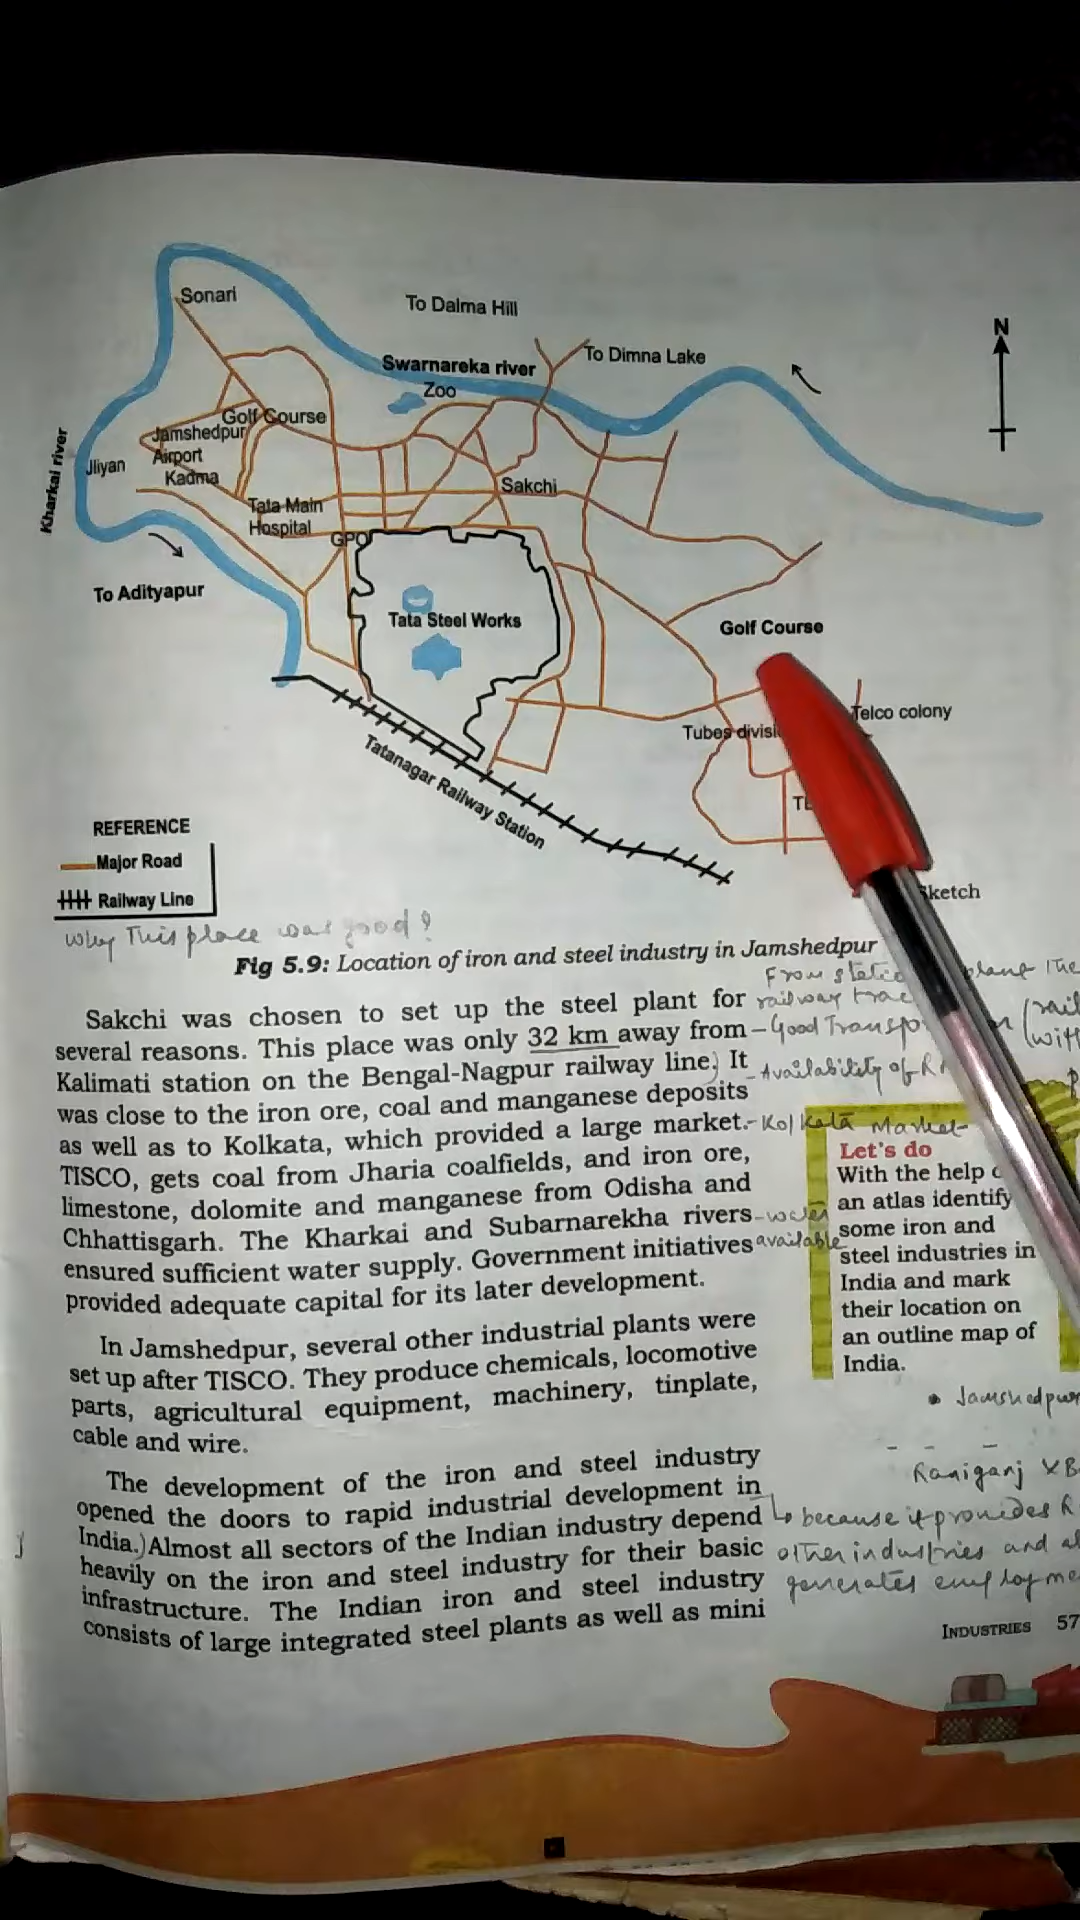 Sonari
To Dalma Hill
N
Swarnareka river
To Dimna Lake
Zoo
Golf Course
Jamshedpur
Airport
Kharkai river
Jliyan
Kadma
Sakchi
Tata Main
Hospital
GPO
To Adityapur
Tata Steel Works
Golf Course
Telco colony
Tubes
Tatanagar Railway Station
REFERENCE
Major Road
Railway Line
Sketch
Why This place was good?
Fig 5.9: Location of iron and steel industry in Jamshedpur
From
railway
Sakchi was chosen to set up the steel plant for
several reasons. This place was only 32 km away from
- Good
Kalimati station on the Bengal-Nagpur railway line.) It
- Availability of
was close to the iron ore, coal and manganese deposits
as well as to Kolkata, which provided a large market.
- Kolkata Market
TISCO, gets coal from Jharia coalfields, and iron ore,
limestone, dolomite and manganese from Odisha and
Chhattisgarh. The Kharkai and Subarnarekha rivers
- water
ensured sufficient water supply. Government initiatives
available
provided adequate capital for its later development.
Let's do
With the help
an atlas identify
some iron and
steel industries in
India and mark
their location on
an outline map of
India.
• Jamshedpur
In Jamshedpur, several other industrial plants were
set up after TISCO. They produce chemicals, locomotive
parts, agricultural equipment, machinery, tinplate,
cable and wire.
Raniganj
The development of the iron and steel industry
opened the doors to rapid industrial development in
India.) Almost all sectors of the Indian industry depend
heavily on the iron and steel industry for their basic
infrastructure. The Indian iron and steel industry
consists of large integrated steel plants as well as mini
because it provides
other industries and
generates
INDUSTRIES 57